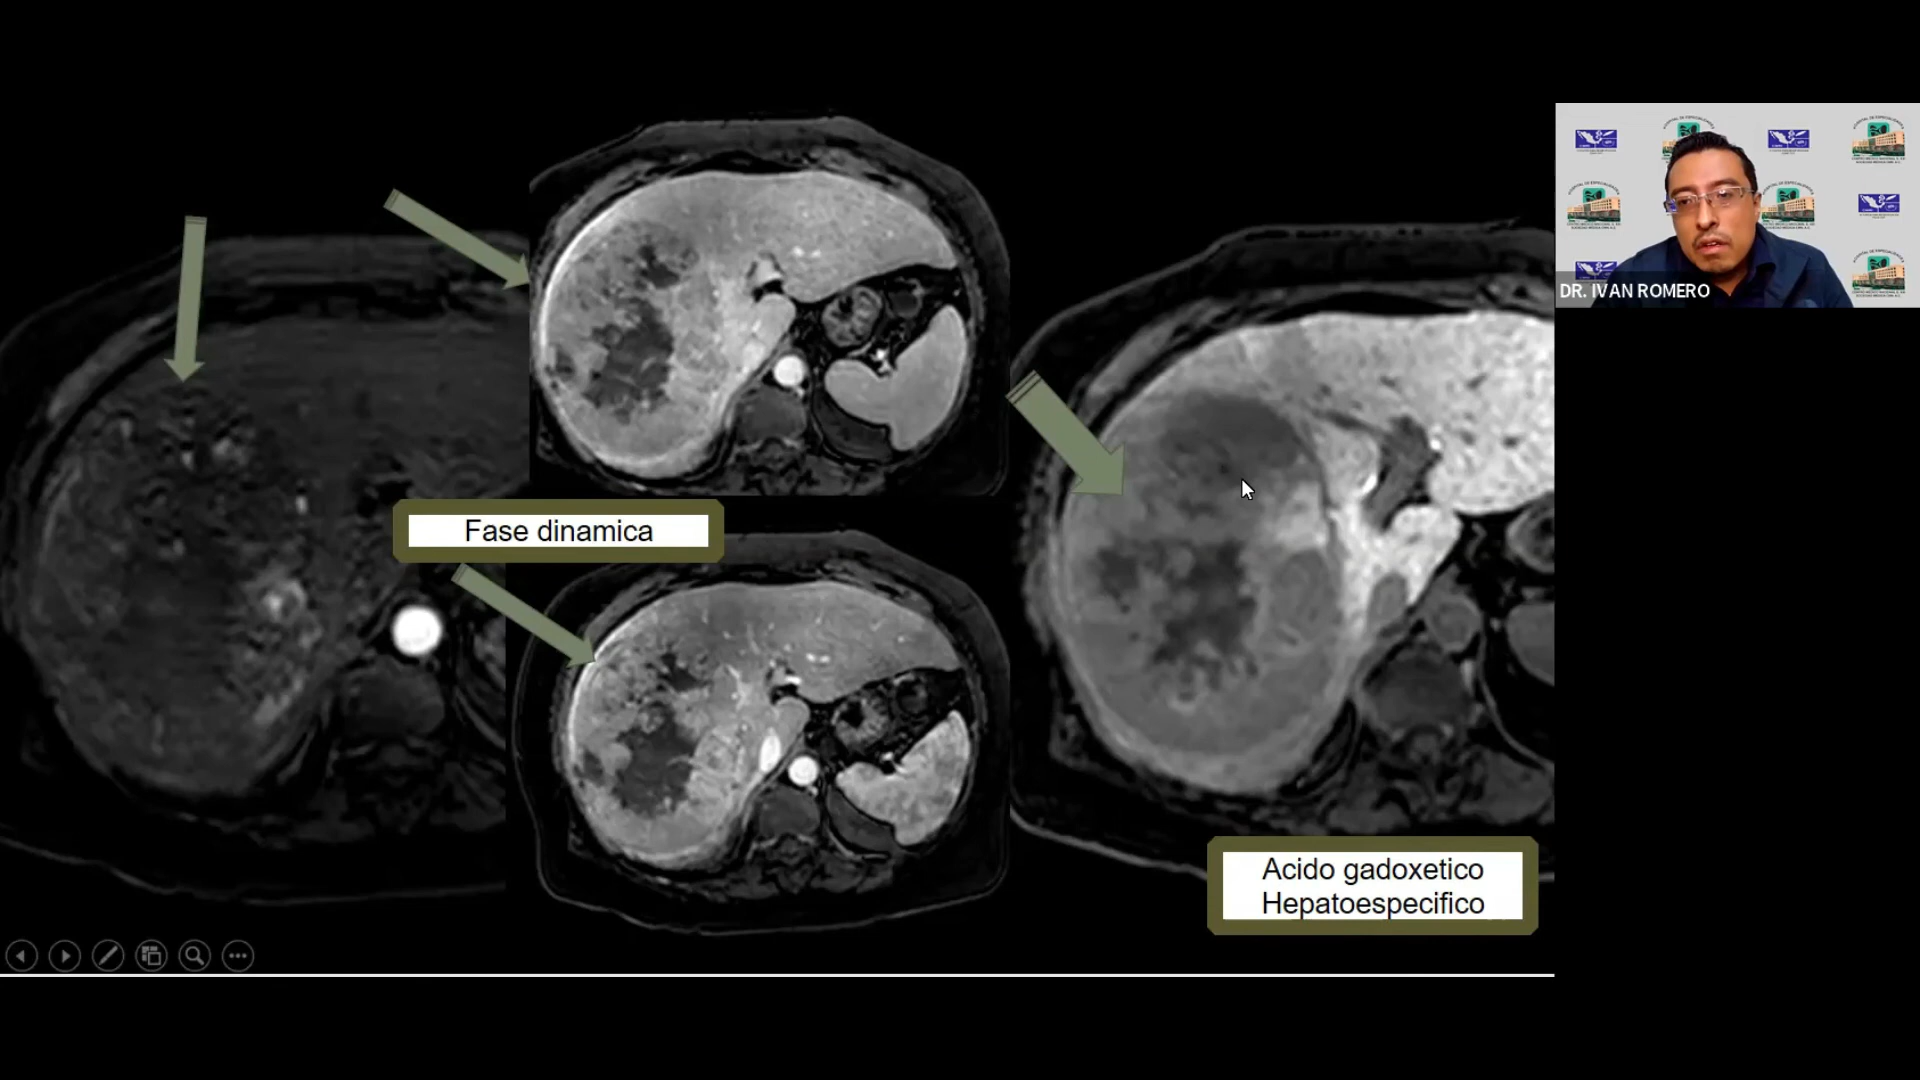 Fase dinamica
Acido gadoxetico
Hepatoespecifico
DR. IVAN ROMERO